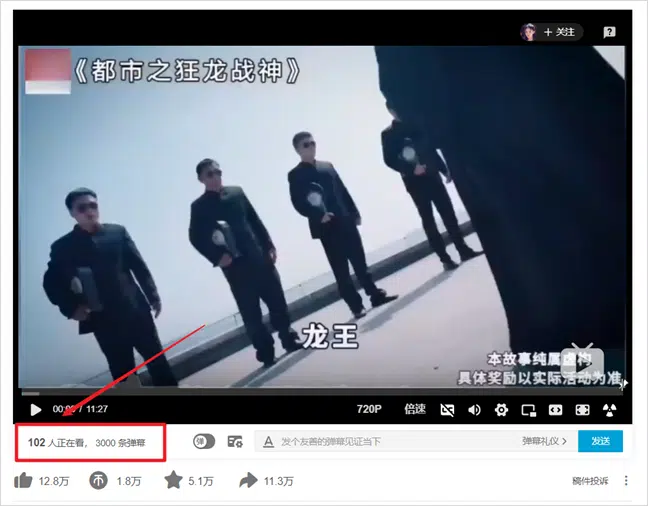 + 关注
《都市之狂龙战神》
龙王
本故事纯属虚构
具体奖励以实际活动为准
/ 11:27
720P
倍速
102 人正在看， 3000 条弹幕
弹
A 发个友善的弹幕见证当下
弹幕礼仪 >
发送
12.8万
1.8万
5.1万
11.3万
稿件投诉